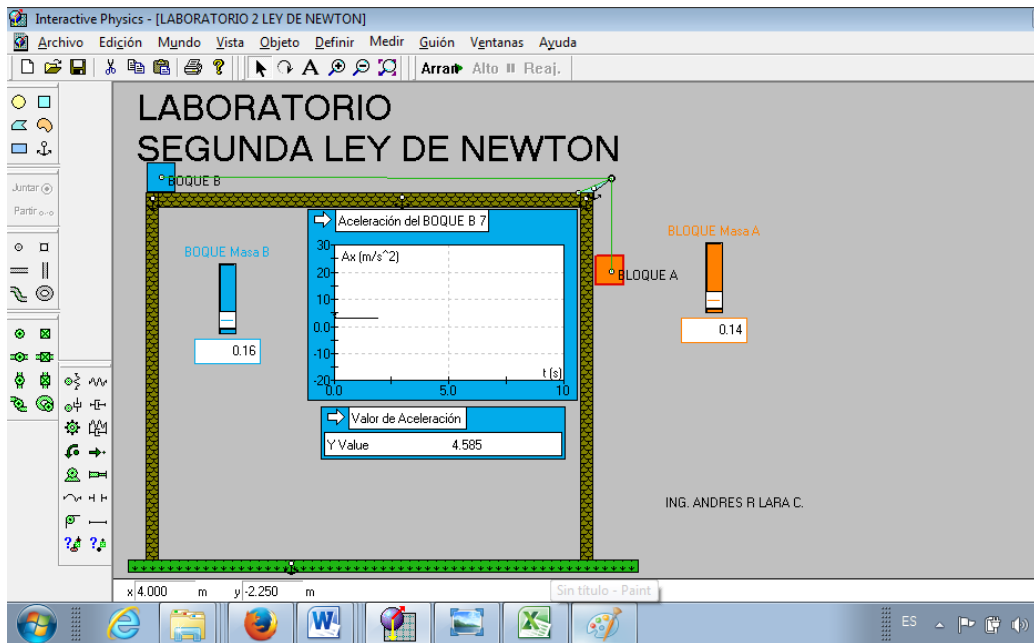 Interactive Physics - [LABORATORIO 2 LEY DE NEWTON]
Archivo Edición Mundo Vista Objeto Definir Medir Guión Ventanas Ayuda
A Arran Alto Reaj.
LABORATORIO
SEGUNDA LEY DE NEWTON
BOQUE B
Juntar
Partir
Aceleración del BOQUE B 7
BLOQUE Masa A
BOQUE Masa B
30
Ax (m/s^2)
20
BLOQUE A
10
0.0
0.14
0.16
-10
t (s)
-20
0.0 5.0 10
Valor de Aceleración
Y Value 4.585
ING. ANDRES R LARA C.
x 4.000 m y -2.250 m
Sin título - Paint
ES